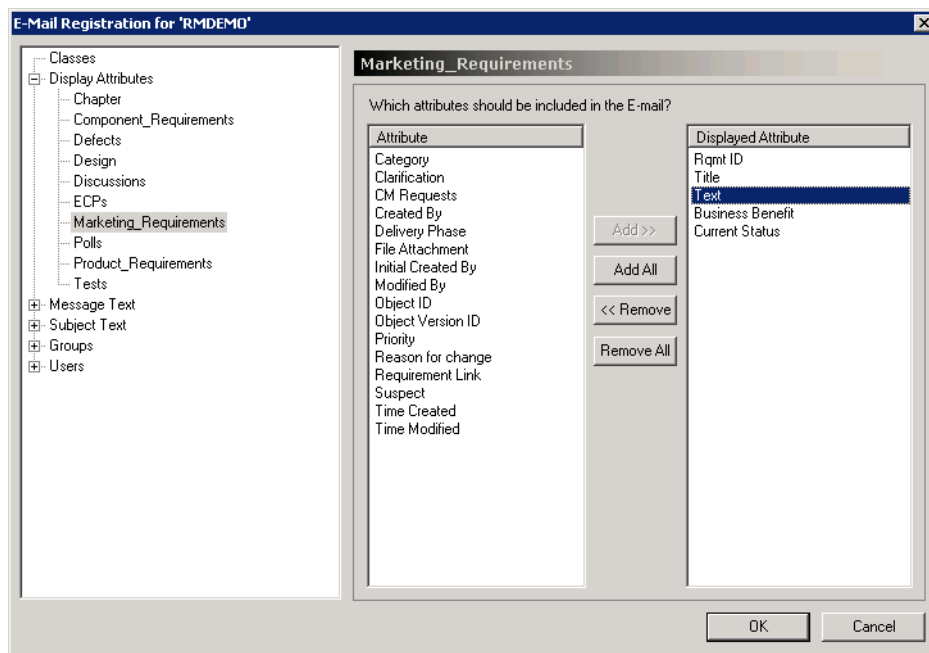 E-Mail Registration for 'RMDEMO'
Classes
Display Attributes
Chapter
Component_Requirements
Defects
Design
Discussions
ECPs
Marketing_Requirements
Polls
Product_Requirements
Tests
Message Text
Subject Text
Groups
Users
Marketing_Requirements
Which attributes should be included in the E-mail?
Attribute
Category
Clarification
CM Requests
Created By
Delivery Phase
File Attachment
Initial Created By
Modified By
Object ID
Object Version ID
Priority
Reason for change
Requirement Link
Suspect
Time Created
Time Modified
Add >>
Add All
<< Remove
Remove All
Displayed Attribute
Rqmt ID
Title
Text
Business Benefit
Current Status
OK
Cancel